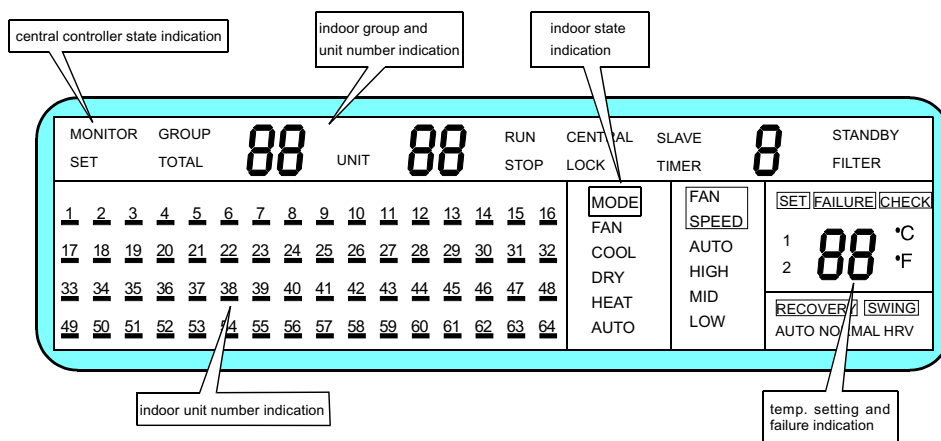 central controller state indication
indoor group and
unit number indication
indoor state
indication
MONITOR GROUP 88 88 RUN CENTRAL SLAVE 8 STANDBY
SET TOTAL UNIT STOP LOCK TIMER FILTER
1 2 3 4 5 6 7 8 9 10 11 12 13 14 15 16
17 18 19 20 21 22 23 24 25 26 27 28 29 30 31 32
33 34 35 36 37 38 39 40 41 42 43 44 45 46 47 48
49 50 51 52 53 54 55 56 57 58 59 60 61 62 63 64
MODE
FAN
COOL
DRY
HEAT
AUTO
FAN
SPEED
AUTO
HIGH
MID
LOW
SET FAILURE CHECK
1 88 °C
2 °F
RECOVERY SWING
AUTO NORMAL HRV
indoor unit number indication
temp. setting and
failure indication